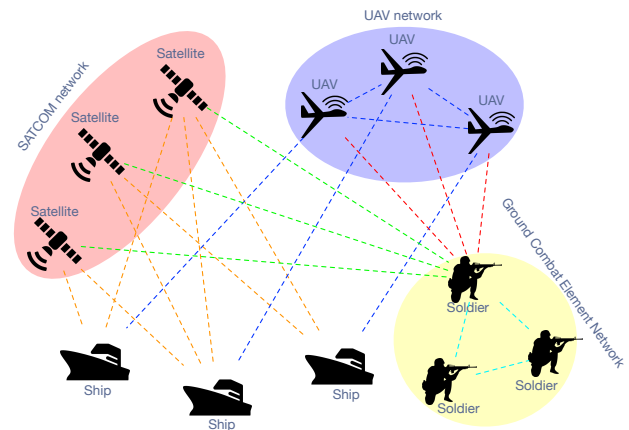 UAV network
UAV
SATCOM network
Satellite
UAV
UAV
Satellite
Satellite
Ground Combat Element Network
Soldier
Ship
Ship
Ship
Soldier
Soldier